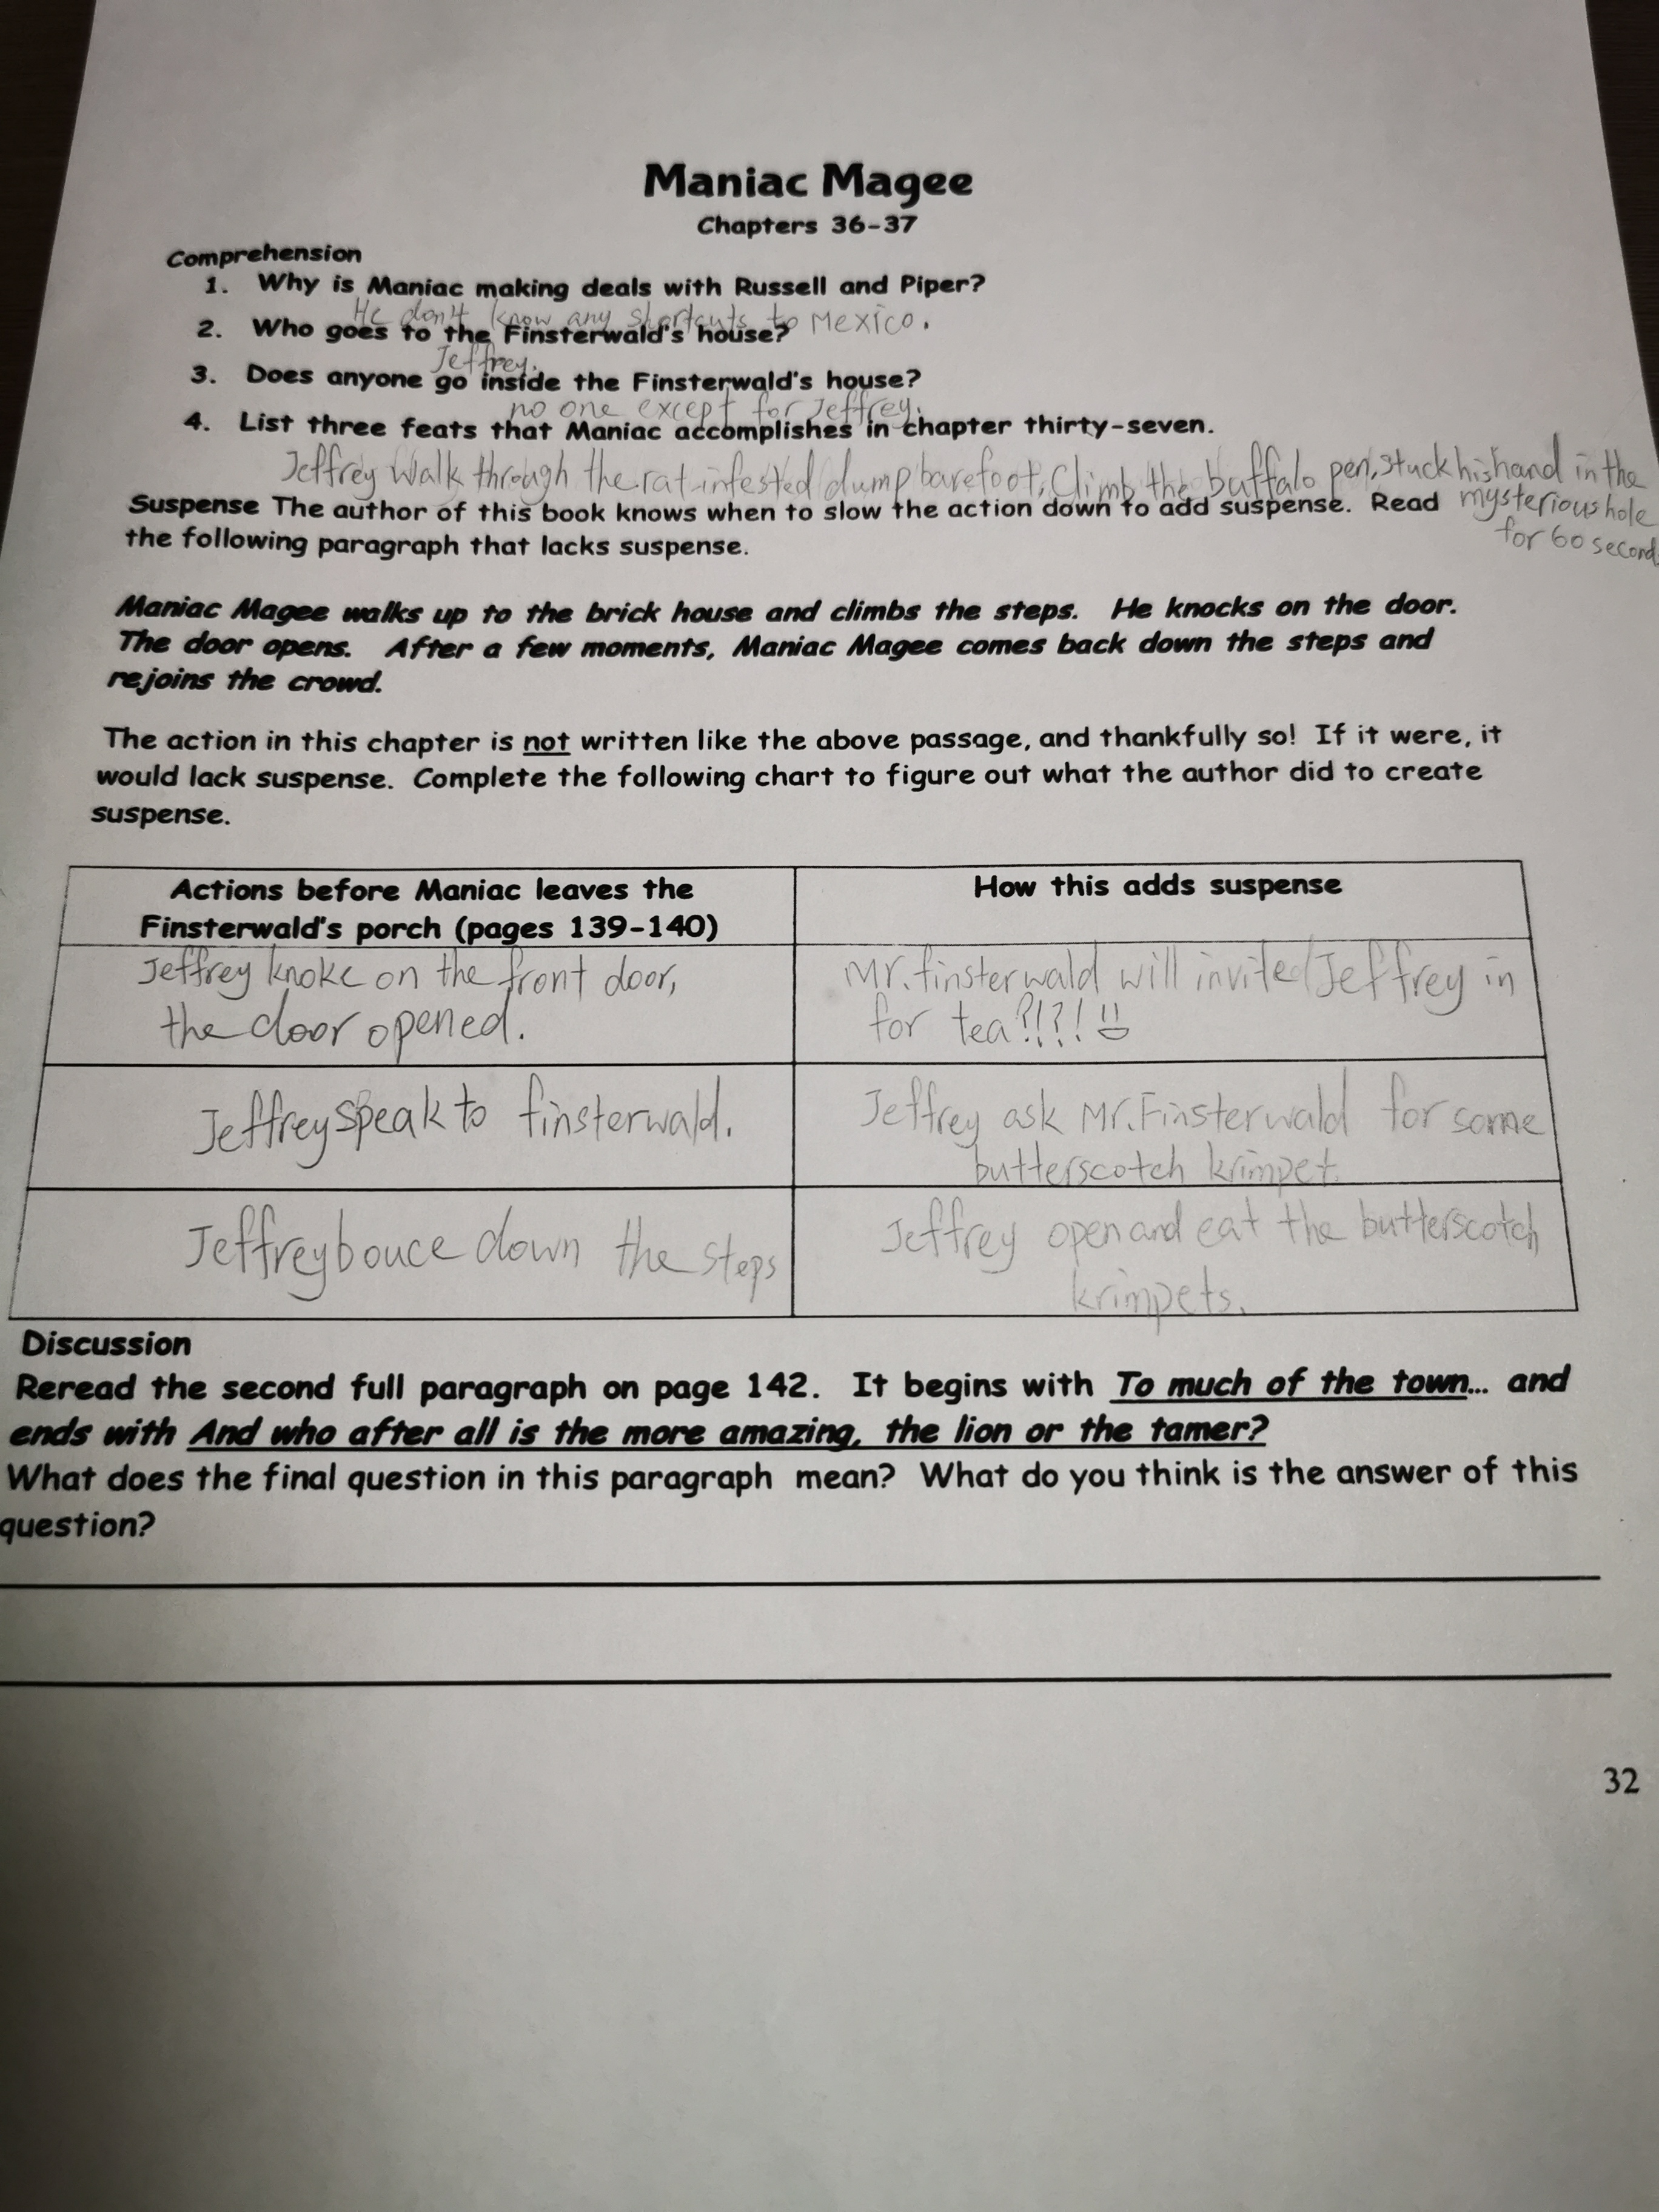 Maniac Magee
Chapters 36-37
Comprehension
1. Why is Maniac making deals with Russell and Piper?
He don't know any shortcuts to Mexico.
2. Who goes to the Finsterwald's house?
Jeffrey.
3. Does anyone go inside the Finsterwald's house?
no one except for Jeffrey.
4. List three feats that Maniac accomplishes in chapter thirty-seven.
Jeffrey walk through the rat-infested dump barefoot, Climb the buffalo pen, stuck his hand in the
mysterious hole
for 60 second.
Suspense The author of this book knows when to slow the action down to add suspense. Read
the following paragraph that lacks suspense.
Maniac Magee walks up to the brick house and climbs the steps. He knocks on the door.
The door opens. After a few moments, Maniac Magee comes back down the steps and
rejoins the crowd.
The action in this chapter is not written like the above passage, and thankfully so! If it were, it
would lack suspense. Complete the following chart to figure out what the author did to create
suspense.
Actions before Maniac leaves the
Finsterwald's porch (pages 139-140)
How this adds suspense
Jeffrey knoke on the front door,
the door opened.
Mr. finsterwald will invited Jeffrey in
for tea?!?!
Jeffrey speak to finsterwald.
Jeffrey ask Mr. Finsterwald for some
butterscotch krimpet.
Jeffrey bouce down the steps
Jeffrey open and eat the butterscotch
krimpets.
Discussion
Reread the second full paragraph on page 142. It begins with To much of the town... and
ends with And who after all is the more amazing, the lion or the tamer?
What does the final question in this paragraph mean? What do you think is the answer of this
question?
32